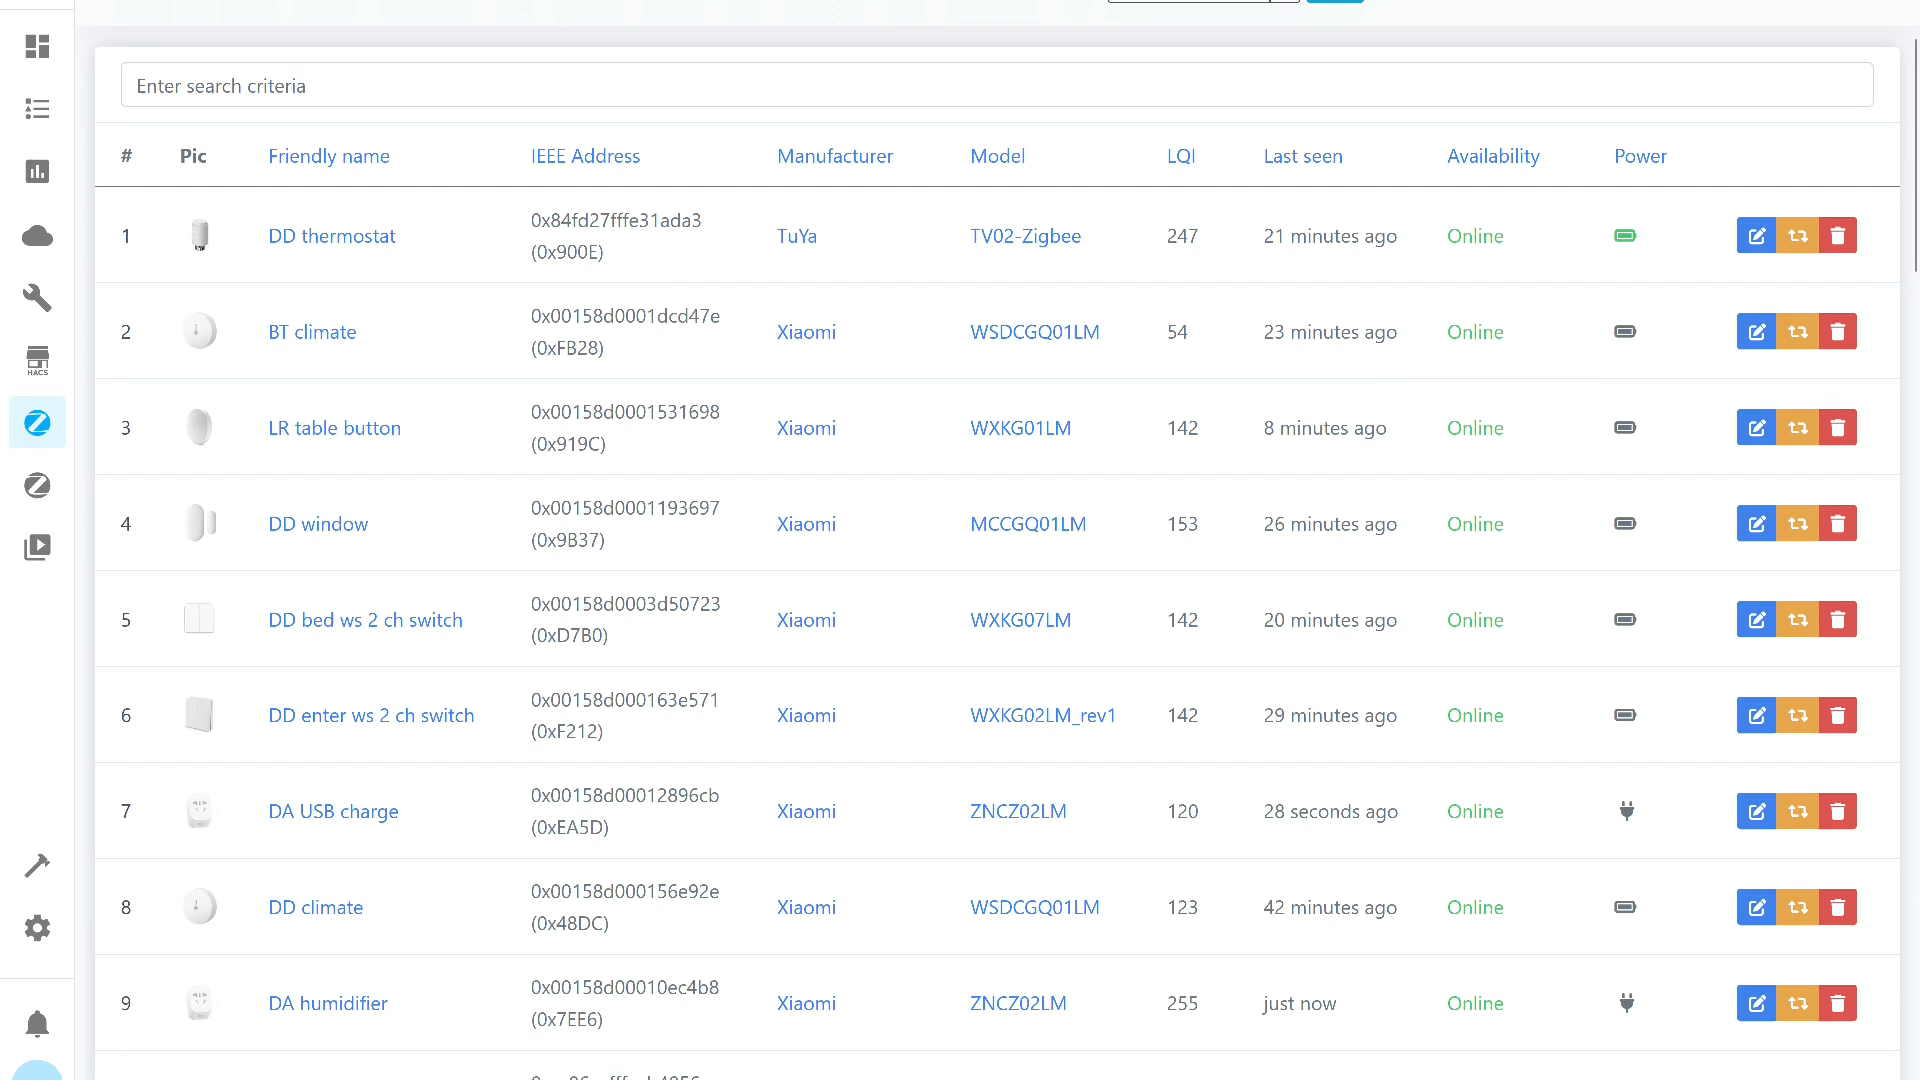 Enter search criteria
# Pic Friendly name IEEE Address Manufacturer Model LQI Last seen Availability Power
1 DD thermostat 0x84fd27fffe31ada3 (0x900E) TuYa TV02-Zigbee 247 21 minutes ago Online
2 BT climate 0x00158d0001dcd47e (0xFB28) Xiaomi WSDCGQ01LM 54 23 minutes ago Online
3 LR table button 0x00158d0001531698 (0x919C) Xiaomi WXKG01LM 142 8 minutes ago Online
HACS
4 DD window 0x00158d0001193697 (0x9B37) Xiaomi MCCGQ01LM 153 26 minutes ago Online
5 DD bed ws 2 ch switch 0x00158d0003d50723 (0xD7B0) Xiaomi WXKG07LM 142 20 minutes ago Online
6 DD enter ws 2 ch switch 0x00158d000163e571 (0xF212) Xiaomi WXKG02LM_rev1 142 29 minutes ago Online
7 DA USB charge 0x00158d00012896cb (0xEA5D) Xiaomi ZNCZ02LM 120 28 seconds ago Online
8 DD climate 0x00158d000156e92e (0x48DC) Xiaomi WSDCGQ01LM 123 42 minutes ago Online
9 DA humidifier 0x00158d00010ec4b8 (0x7EE6) Xiaomi ZNCZ02LM 255 just now Online